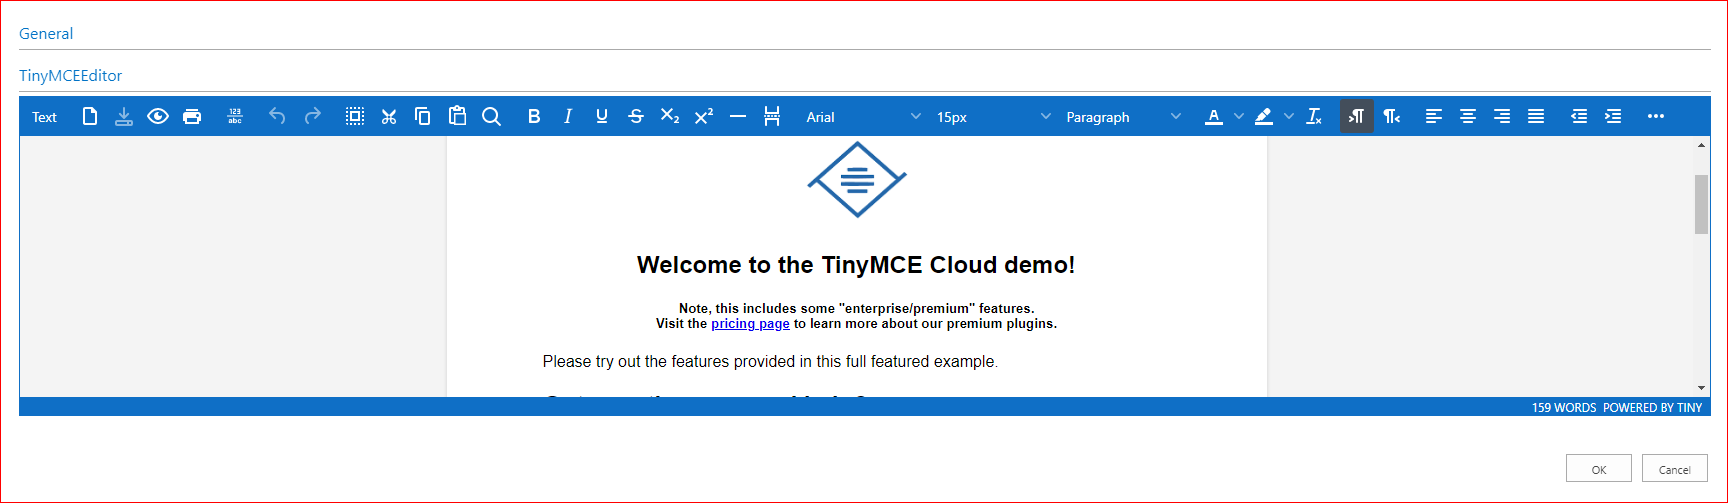 General
TinyMCEEditor
Text 123 abc B I U S X₂ X² Arial 15px Paragraph A
Welcome to the TinyMCE Cloud demo!
Note, this includes some "enterprise/premium" features.
Visit the pricing page to learn more about our premium plugins.
Please try out the features provided in this full featured example.
159 WORDS POWERED BY TINY
OK Cancel